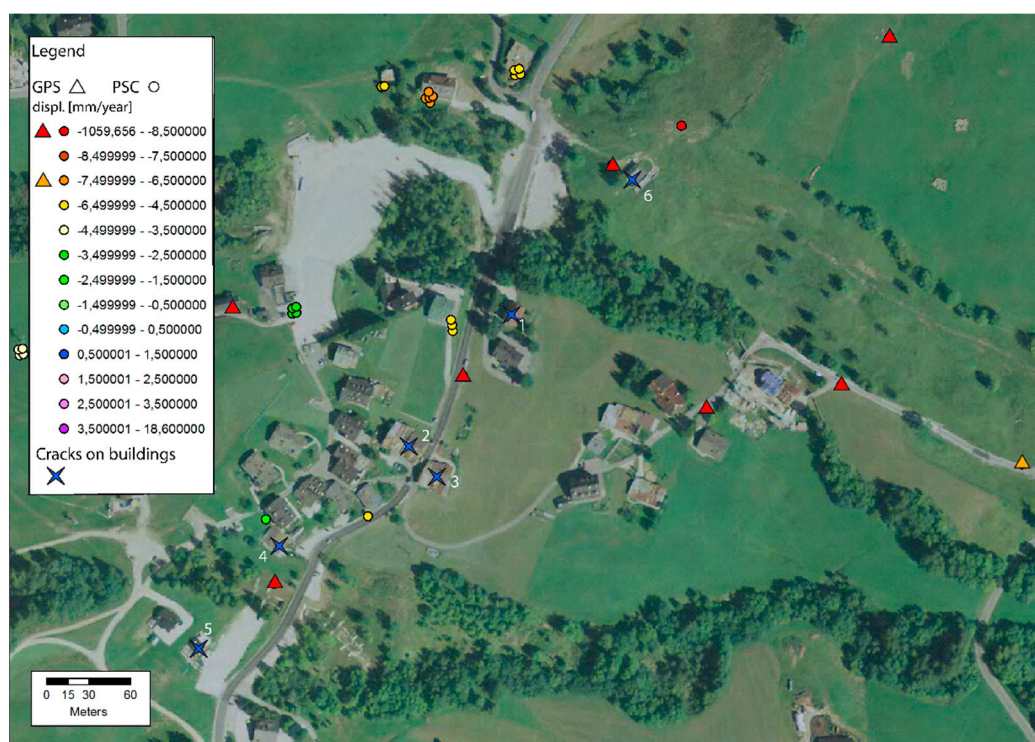 Legend
GPS PSC
displ. [mm/year]
-1059,656 - -8,500000
-8,499999 - -7,500000
-7,499999 - -6,500000
-6,499999 - -4,500000
-4,499999 - -3,500000
-3,499999 - -2,500000
-2,499999 - -1,500000
-1,499999 - -0,500000
-0,499999 - 0,500000
0,500001 - 1,500000
1,500001 - 2,500000
2,500001 - 3,500000
3,500001 - 18,600000
Cracks on buildings
6
1
2
3
4
5
0 15 30 60
Meters